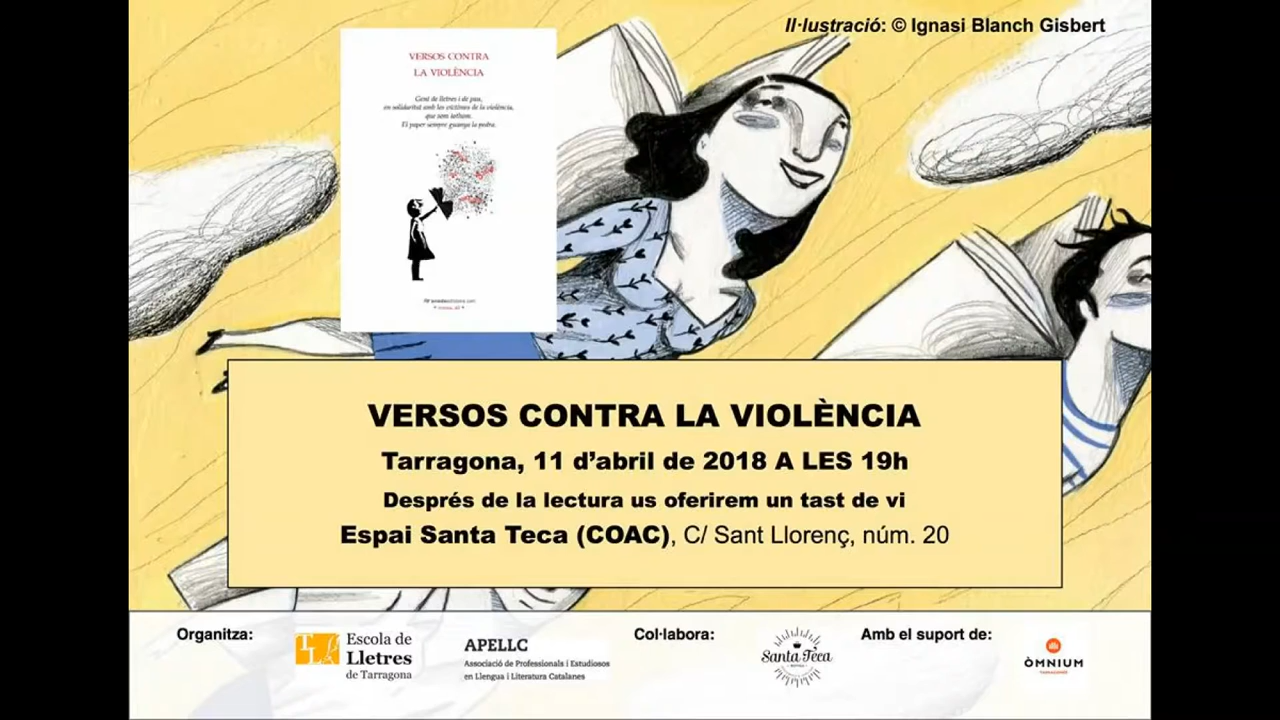 Il·lustració: © Ignasi Blanch Gisbert
VERSOS CONTRA
LA VIOLÈNCIA
Gent de lletres i de pau,
en solidaritat amb les víctimes de la violència,
que som tothom.
El paper sempre guanya la pedra.
VERSOS CONTRA LA VIOLÈNCIA
Tarragona, 11 d’abril de 2018 A LES 19h
Després de la lectura us oferirem un tast de vi
Espai Santa Teca (COAC), C/ Sant Llorenç, núm. 20
Organitza:
TL
Escola de
Lletres
de Tarragona
APELLC
Associació de Professionals i Estudiosos
en Llengua i Literatura Catalanes
Col·labora:
Santa Teca
Amb el suport de:
ÒMNIUM